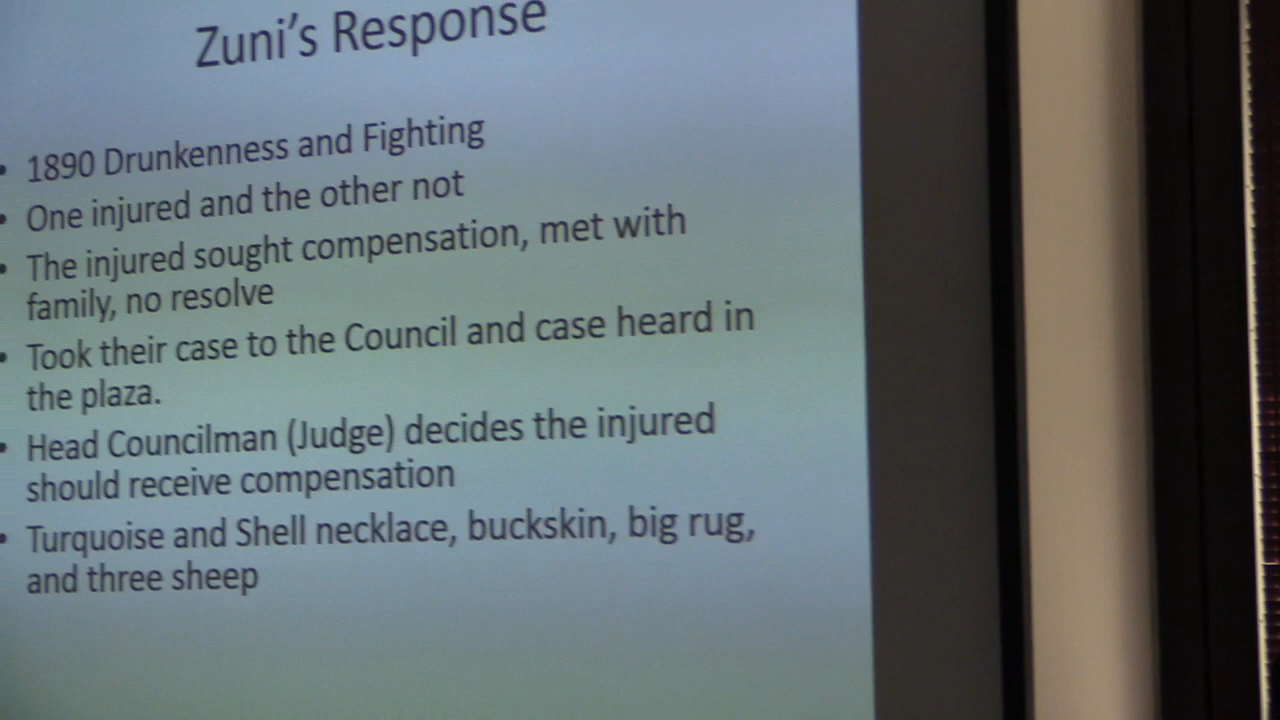 Zuni's Response
• 1890 Drunkenness and Fighting
• One injured and the other not
• The injured sought compensation, met with
family, no resolve
• Took their case to the Council and case heard in
the plaza.
• Head Councilman (Judge) decides the injured
should receive compensation
• Turquoise and Shell necklace, buckskin, big rug,
and three sheep